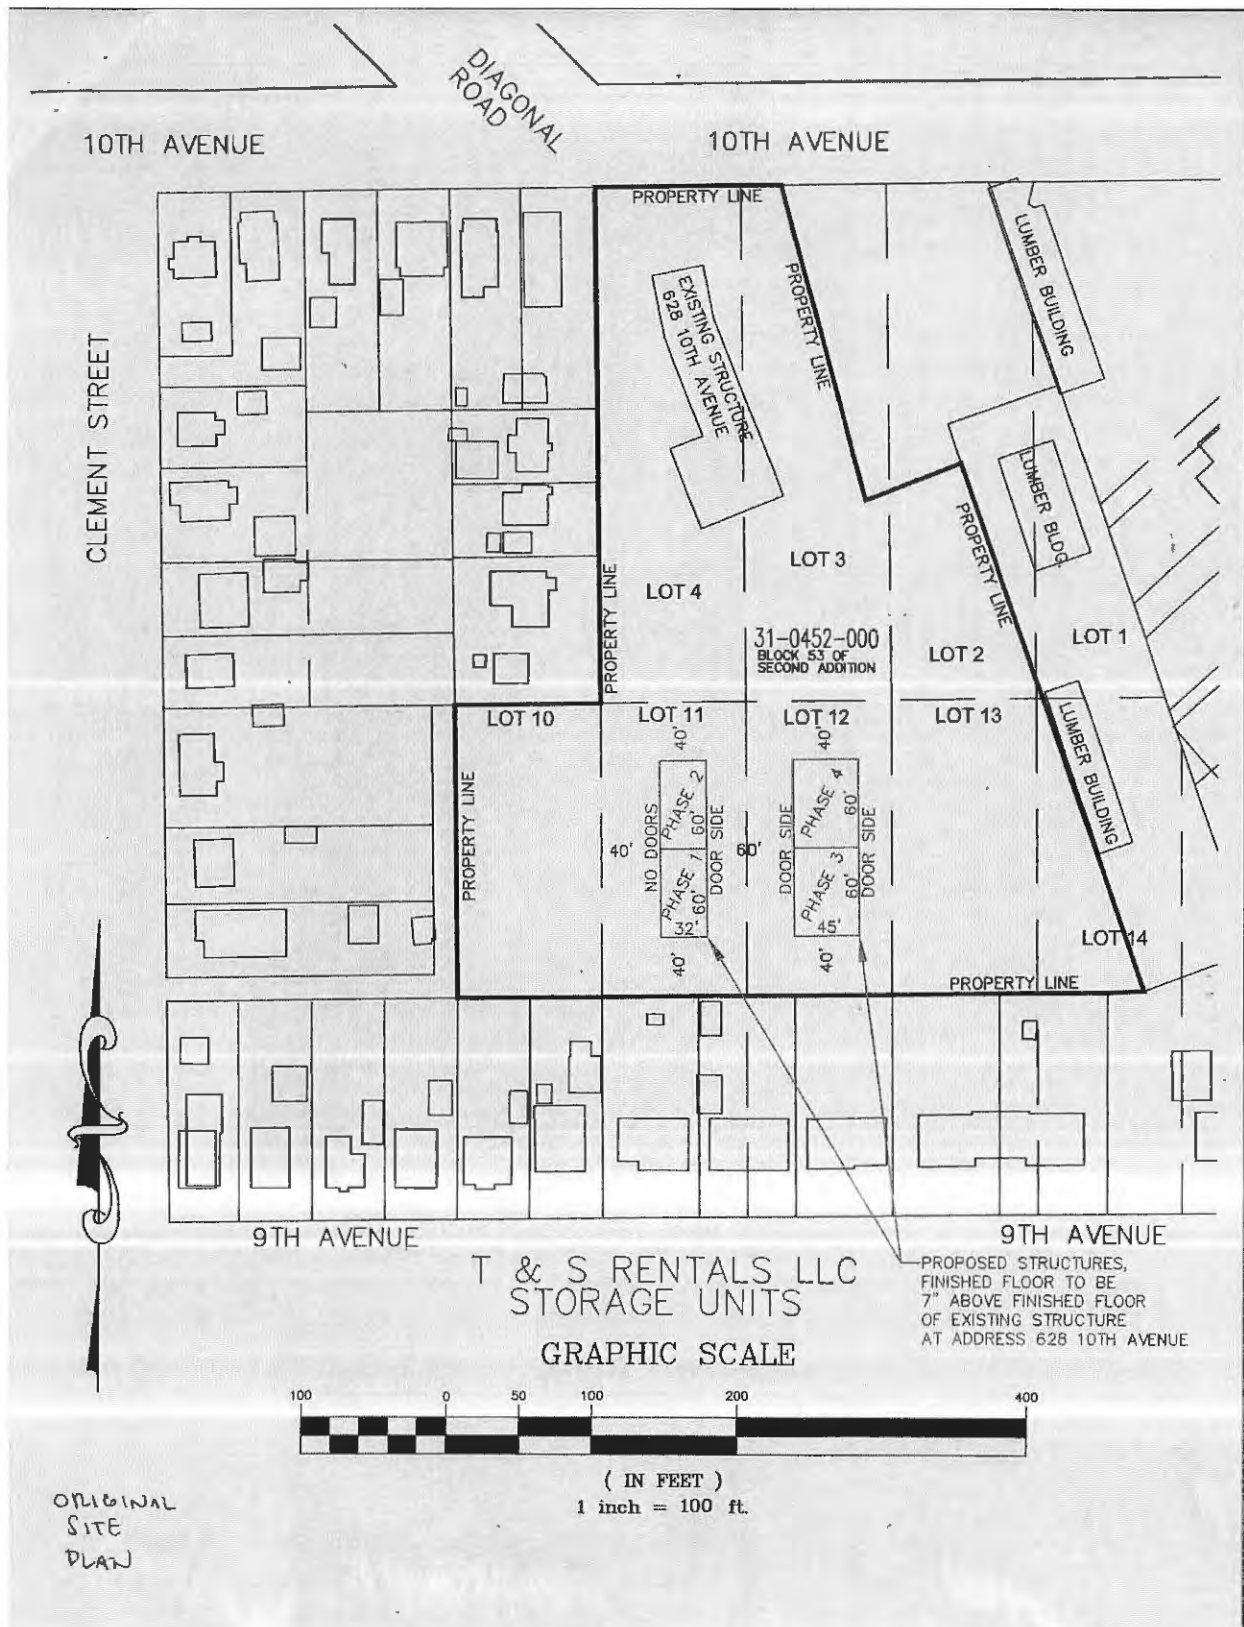 DIAGONAL
ROAD
10TH AVENUE
10TH AVENUE
PROPERTY LINE
CLEMENT STREET
EXISTING STRUCTURE
628 10TH AVENUE
PROPERTY LINE
LUMBER BUILDING
LUMBER BLDG.
PROPERTY LINE
PROPERTY LINE
LOT 3
LOT 4
31-0452-000
BLOCK 53 OF
SECOND ADDITION
LOT 2
LOT 1
LOT 10
LOT 11
LOT 12
LOT 13
40'
40'
LUMBER BUILDING
PROPERTY LINE
NO DOORS
PHASE 2
60'
DOOR SIDE
DOOR SIDE
PHASE 4
60'
DOOR SIDE
40'
60'
PHASE 1
60'
32'
PHASE 3
60'
45'
40'
40'
LOT 14
PROPERTY LINE
9TH AVENUE
9TH AVENUE
T & S RENTALS LLC
STORAGE UNITS
PROPOSED STRUCTURES,
FINISHED FLOOR TO BE
7" ABOVE FINISHED FLOOR
OF EXISTING STRUCTURE
AT ADDRESS 628 10TH AVENUE
GRAPHIC SCALE
100 0 50 100 200 400
( IN FEET )
1 inch = 100 ft.
ORIGINAL
SITE
PLAN